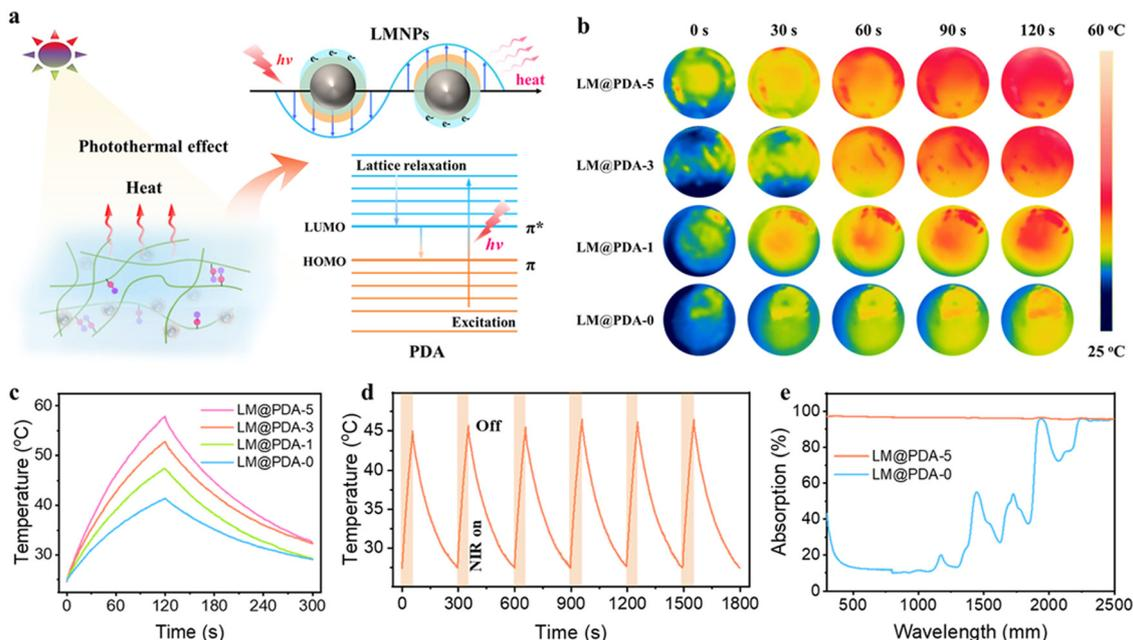 a
LMNPs
hv
e-
e-
e-
e-
e-
e-
heat
Photothermal effect
Heat
Lattice relaxation
LUMO
π*
hv
HOMO
π
Excitation
PDA
b
0 s
30 s
60 s
90 s
120 s
60 °C
LM@PDA-5
LM@PDA-3
LM@PDA-1
LM@PDA-0
25 °C
c
Temperature (°C)
60
50
40
30
LM@PDA-5
LM@PDA-3
LM@PDA-1
LM@PDA-0
0
60
120
180
240
300
Time (s)
d
Temperature (°C)
45
40
35
30
Off
NIR on
0
300
600
900
1200
1500
1800
Time (s)
e
Absorption (%)
100
80
60
40
20
0
LM@PDA-5
LM@PDA-0
500
1000
1500
2000
2500
Wavelength (mm)